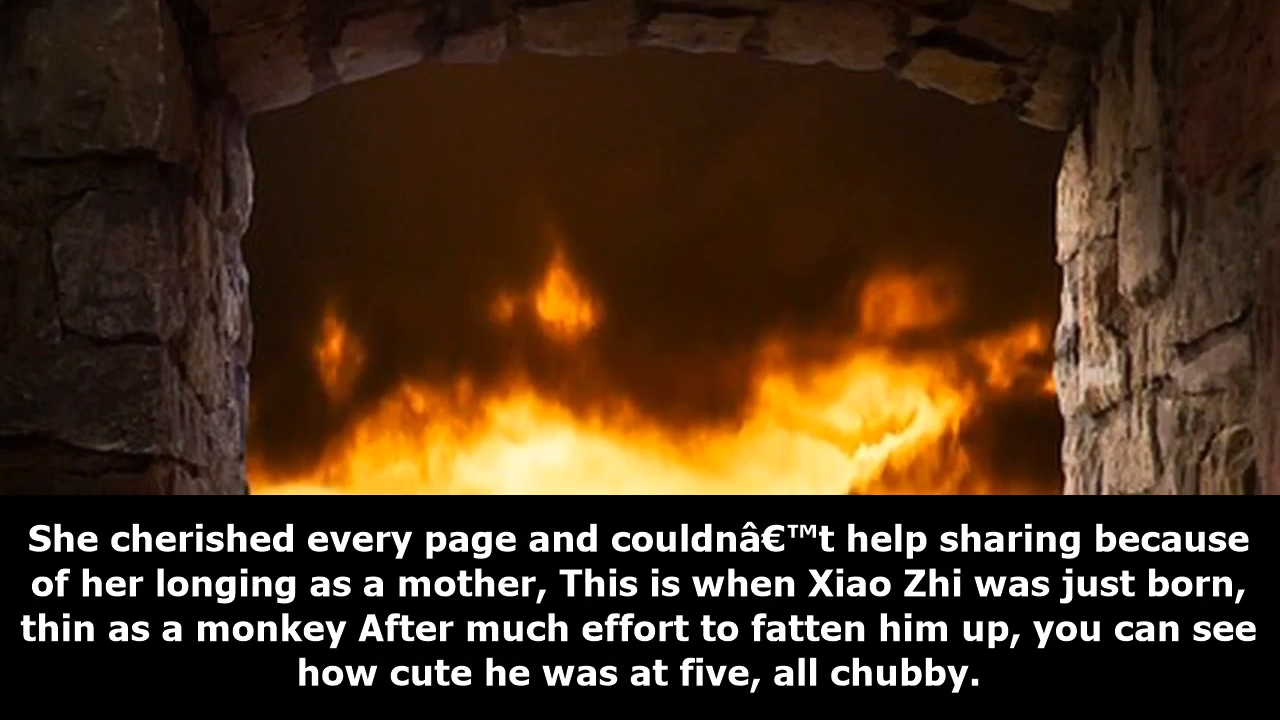 She cherished every page and couldnâ€™t help sharing because
of her longing as a mother, This is when Xiao Zhi was just born,
thin as a monkey After much effort to fatten him up, you can see
how cute he was at five, all chubby.